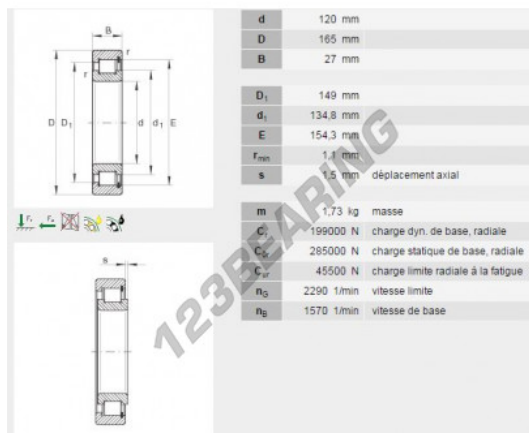 B
r
r
D
D1
d
d1
E
Fr
Fa
s
d 120 mm
D 165 mm
B 27 mm
D1 149 mm
d1 134,8 mm
E 154,3 mm
rmin 1,1 mm
s 1,5 mm déplacement axial
m 1,73 kg masse
Cr 199000 N charge dyn. de base, radiale
C0r 285000 N charge statique de base, radiale
Cur 45500 N charge limite radiale à la fatigue
nG 2290 1/min vitesse limite
nB 1570 1/min vitesse de base
123BEARING